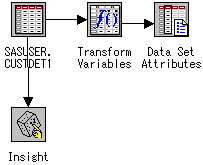 f()
SASUSER.
CUSTDET1
Transform
Variables
Data Set
Attributes
Insight